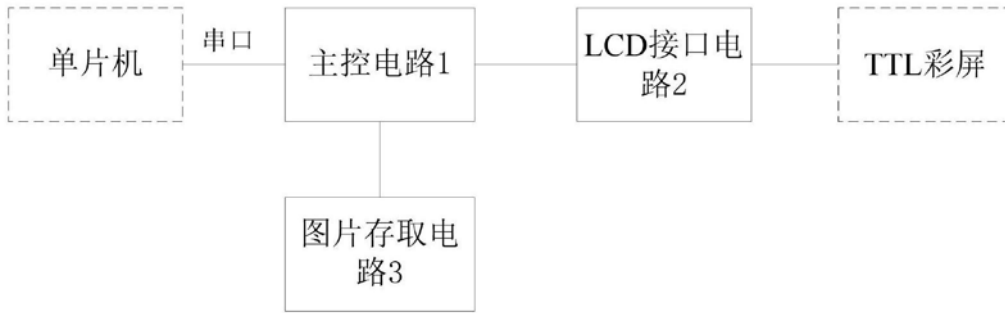 单片机
串口
主控电路1
LCD接口电
路2
TTL彩屏
图片存取电
路3